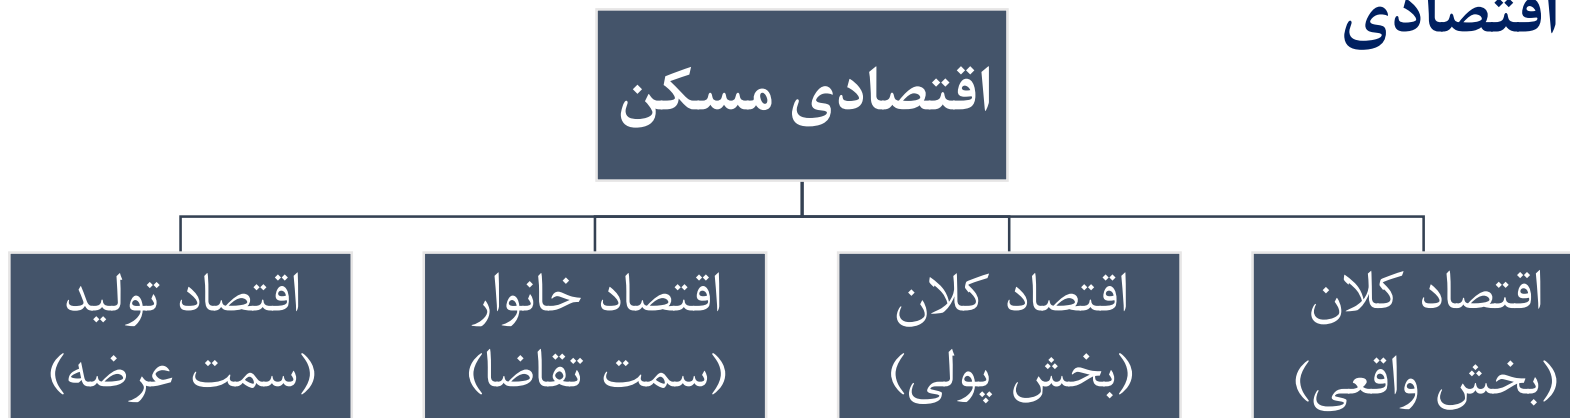 اقتصادی
اقتصادی مسکن
اقتصاد کلان
(بخش واقعی)
اقتصاد کلان
(بخش پولی)
اقتصاد خانوار
(سمت تقاضا)
اقتصاد تولید
(سمت عرضه)